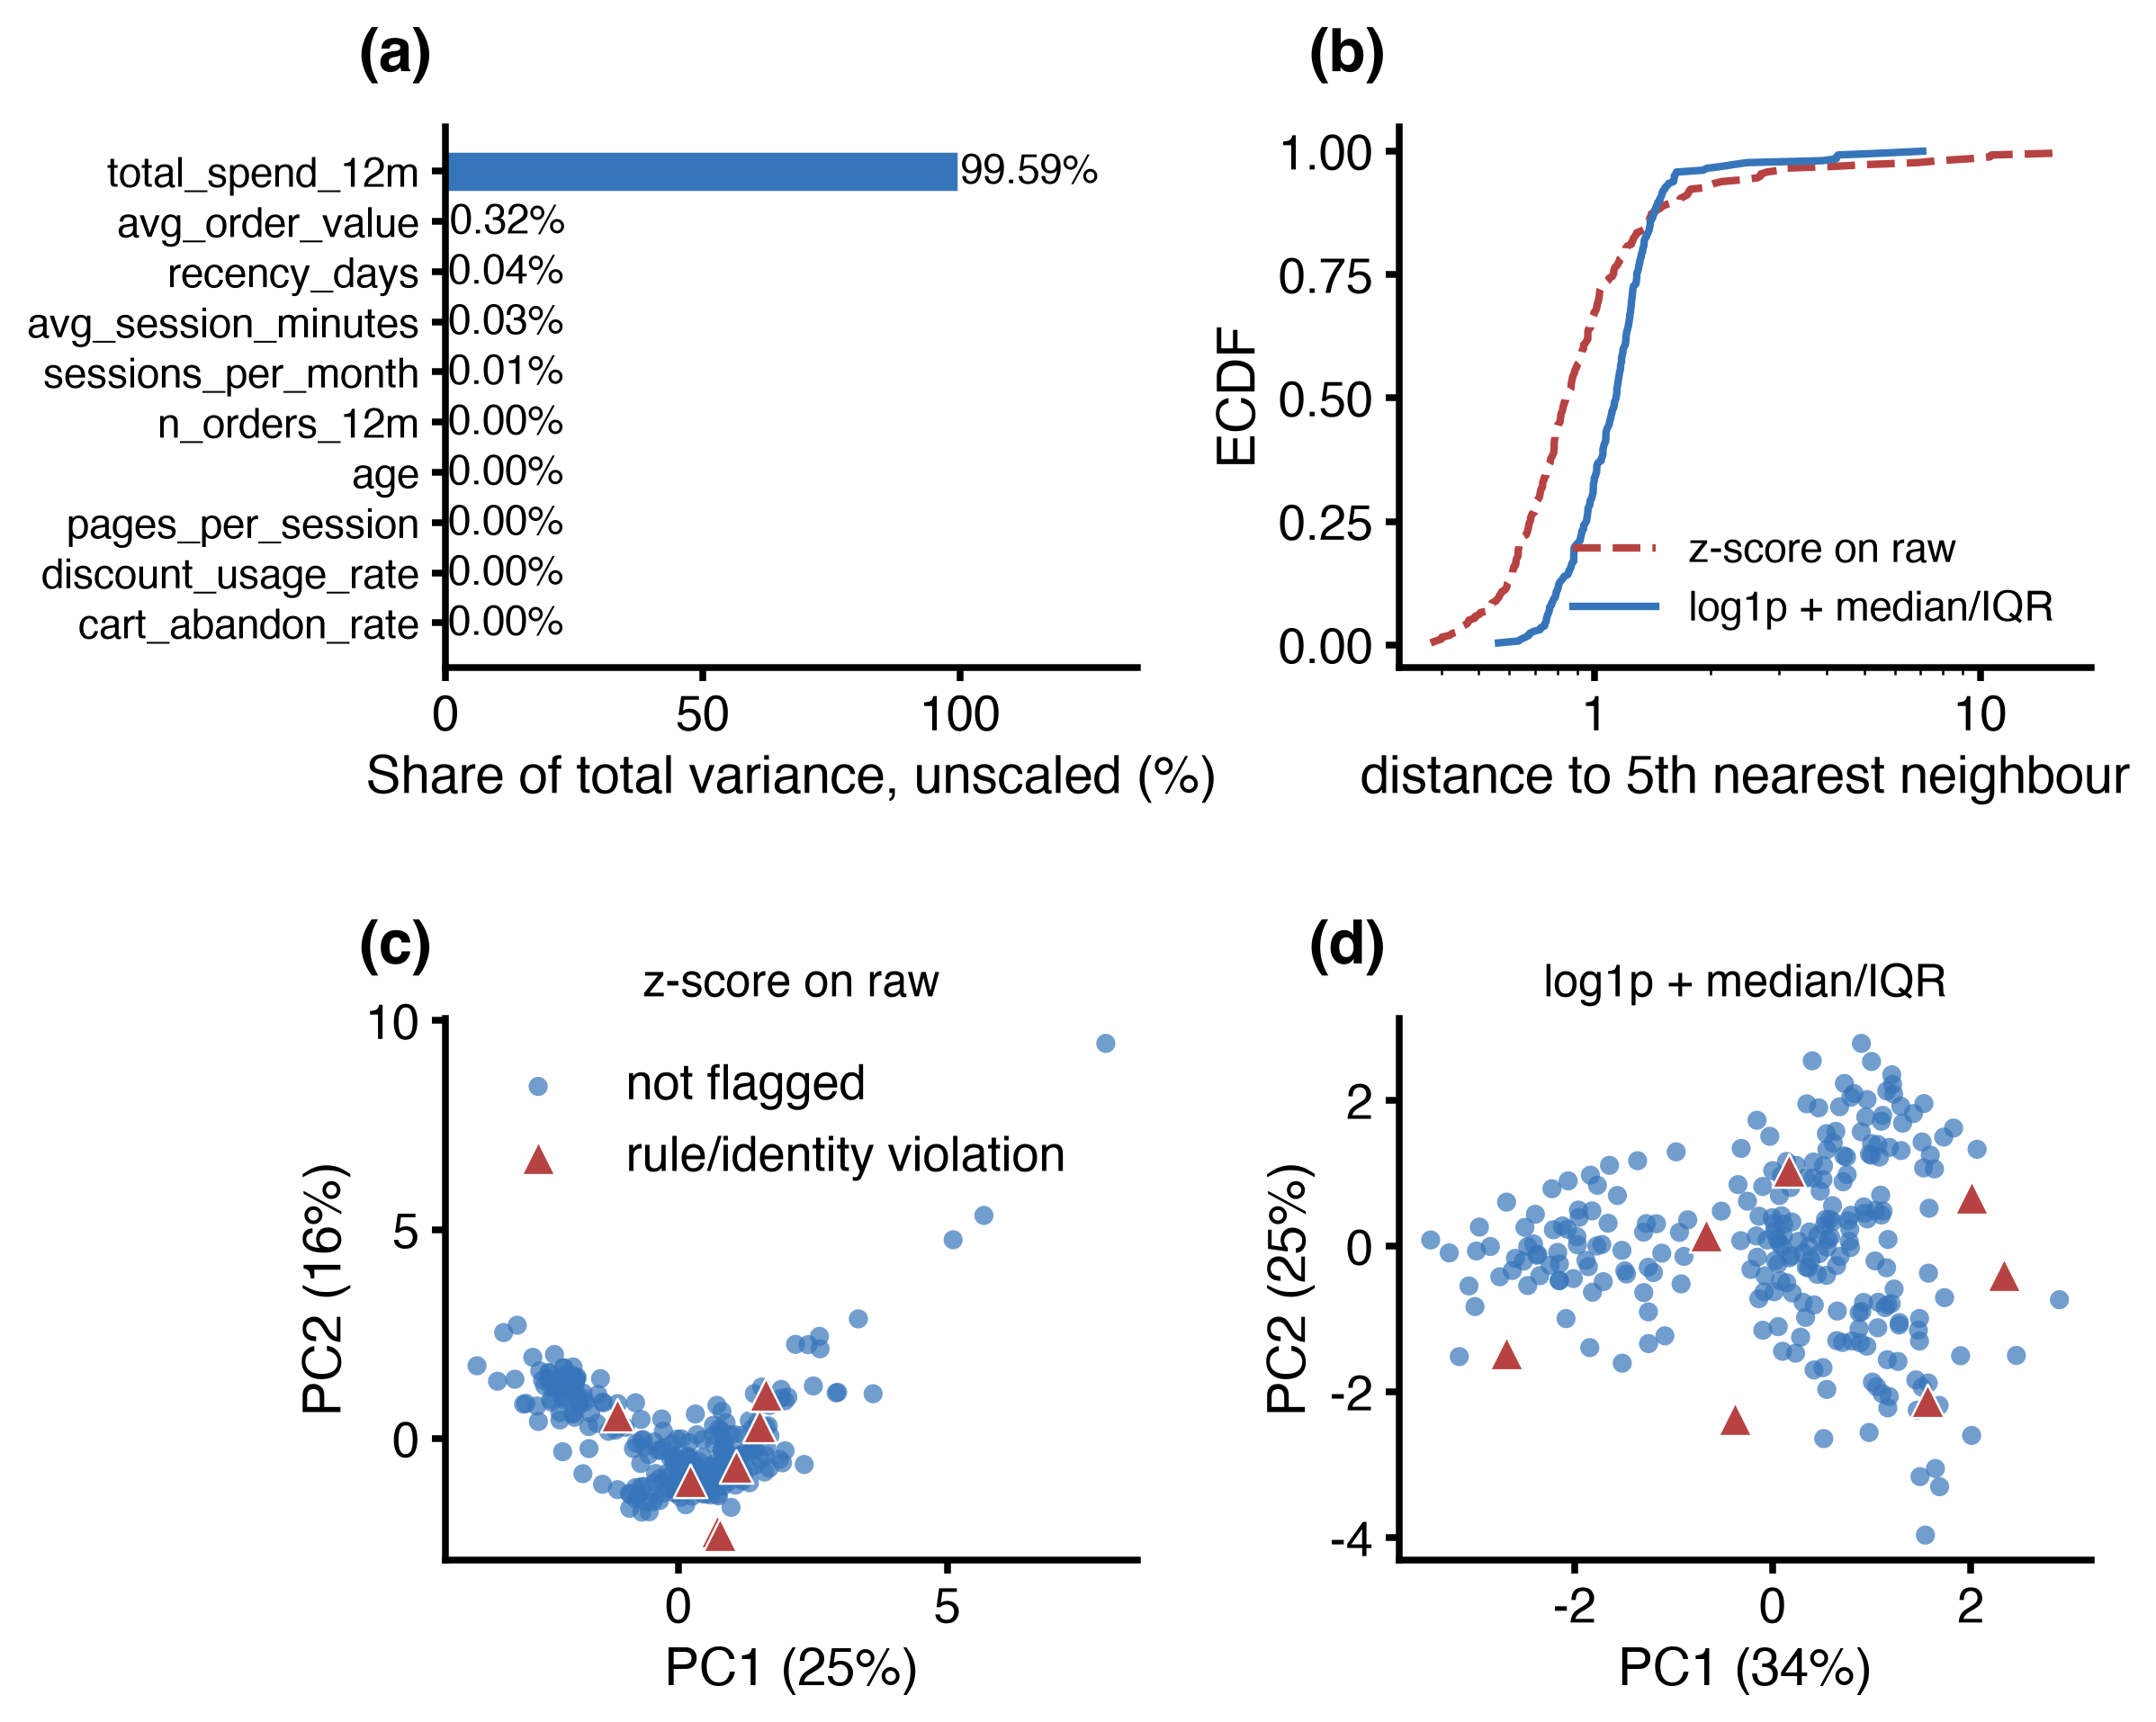 (a)
total_spend_12m
99.59%
avg_order_value
0.32%
recency_days
0.04%
avg_session_minutes
0.03%
sessions_per_month
0.01%
n_orders_12m
0.00%
age
0.00%
pages_per_session
0.00%
discount_usage_rate
0.00%
cart_abandon_rate
0.00%
0
50
100
Share of total variance, unscaled (%)
(b)
1.00
0.75
0.50
0.25
0.00
ECDF
z-score on raw
log1p + median/IQR
1
10
distance to 5th nearest neighbour
(c)
z-score on raw
10
5
0
PC2 (16%)
not flagged
rule/identity violation
0
5
PC1 (25%)
(d)
log1p + median/IQR
2
0
-2
-4
PC2 (25%)
-2
0
2
PC1 (34%)